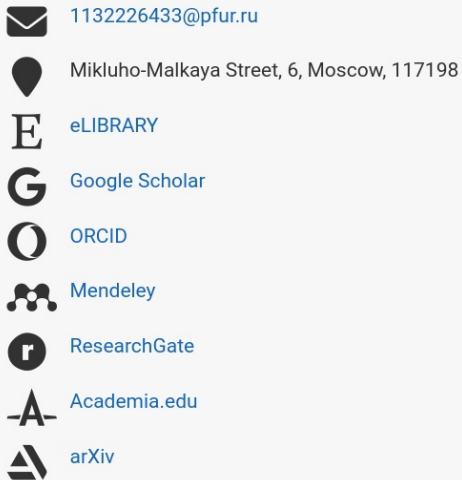 1132226433@pfur.ru
Mikluho-Malkaya Street, 6, Moscow, 117198
eLIBRARY
Google Scholar
ORCID
Mendeley
ResearchGate
Academia.edu
arXiv